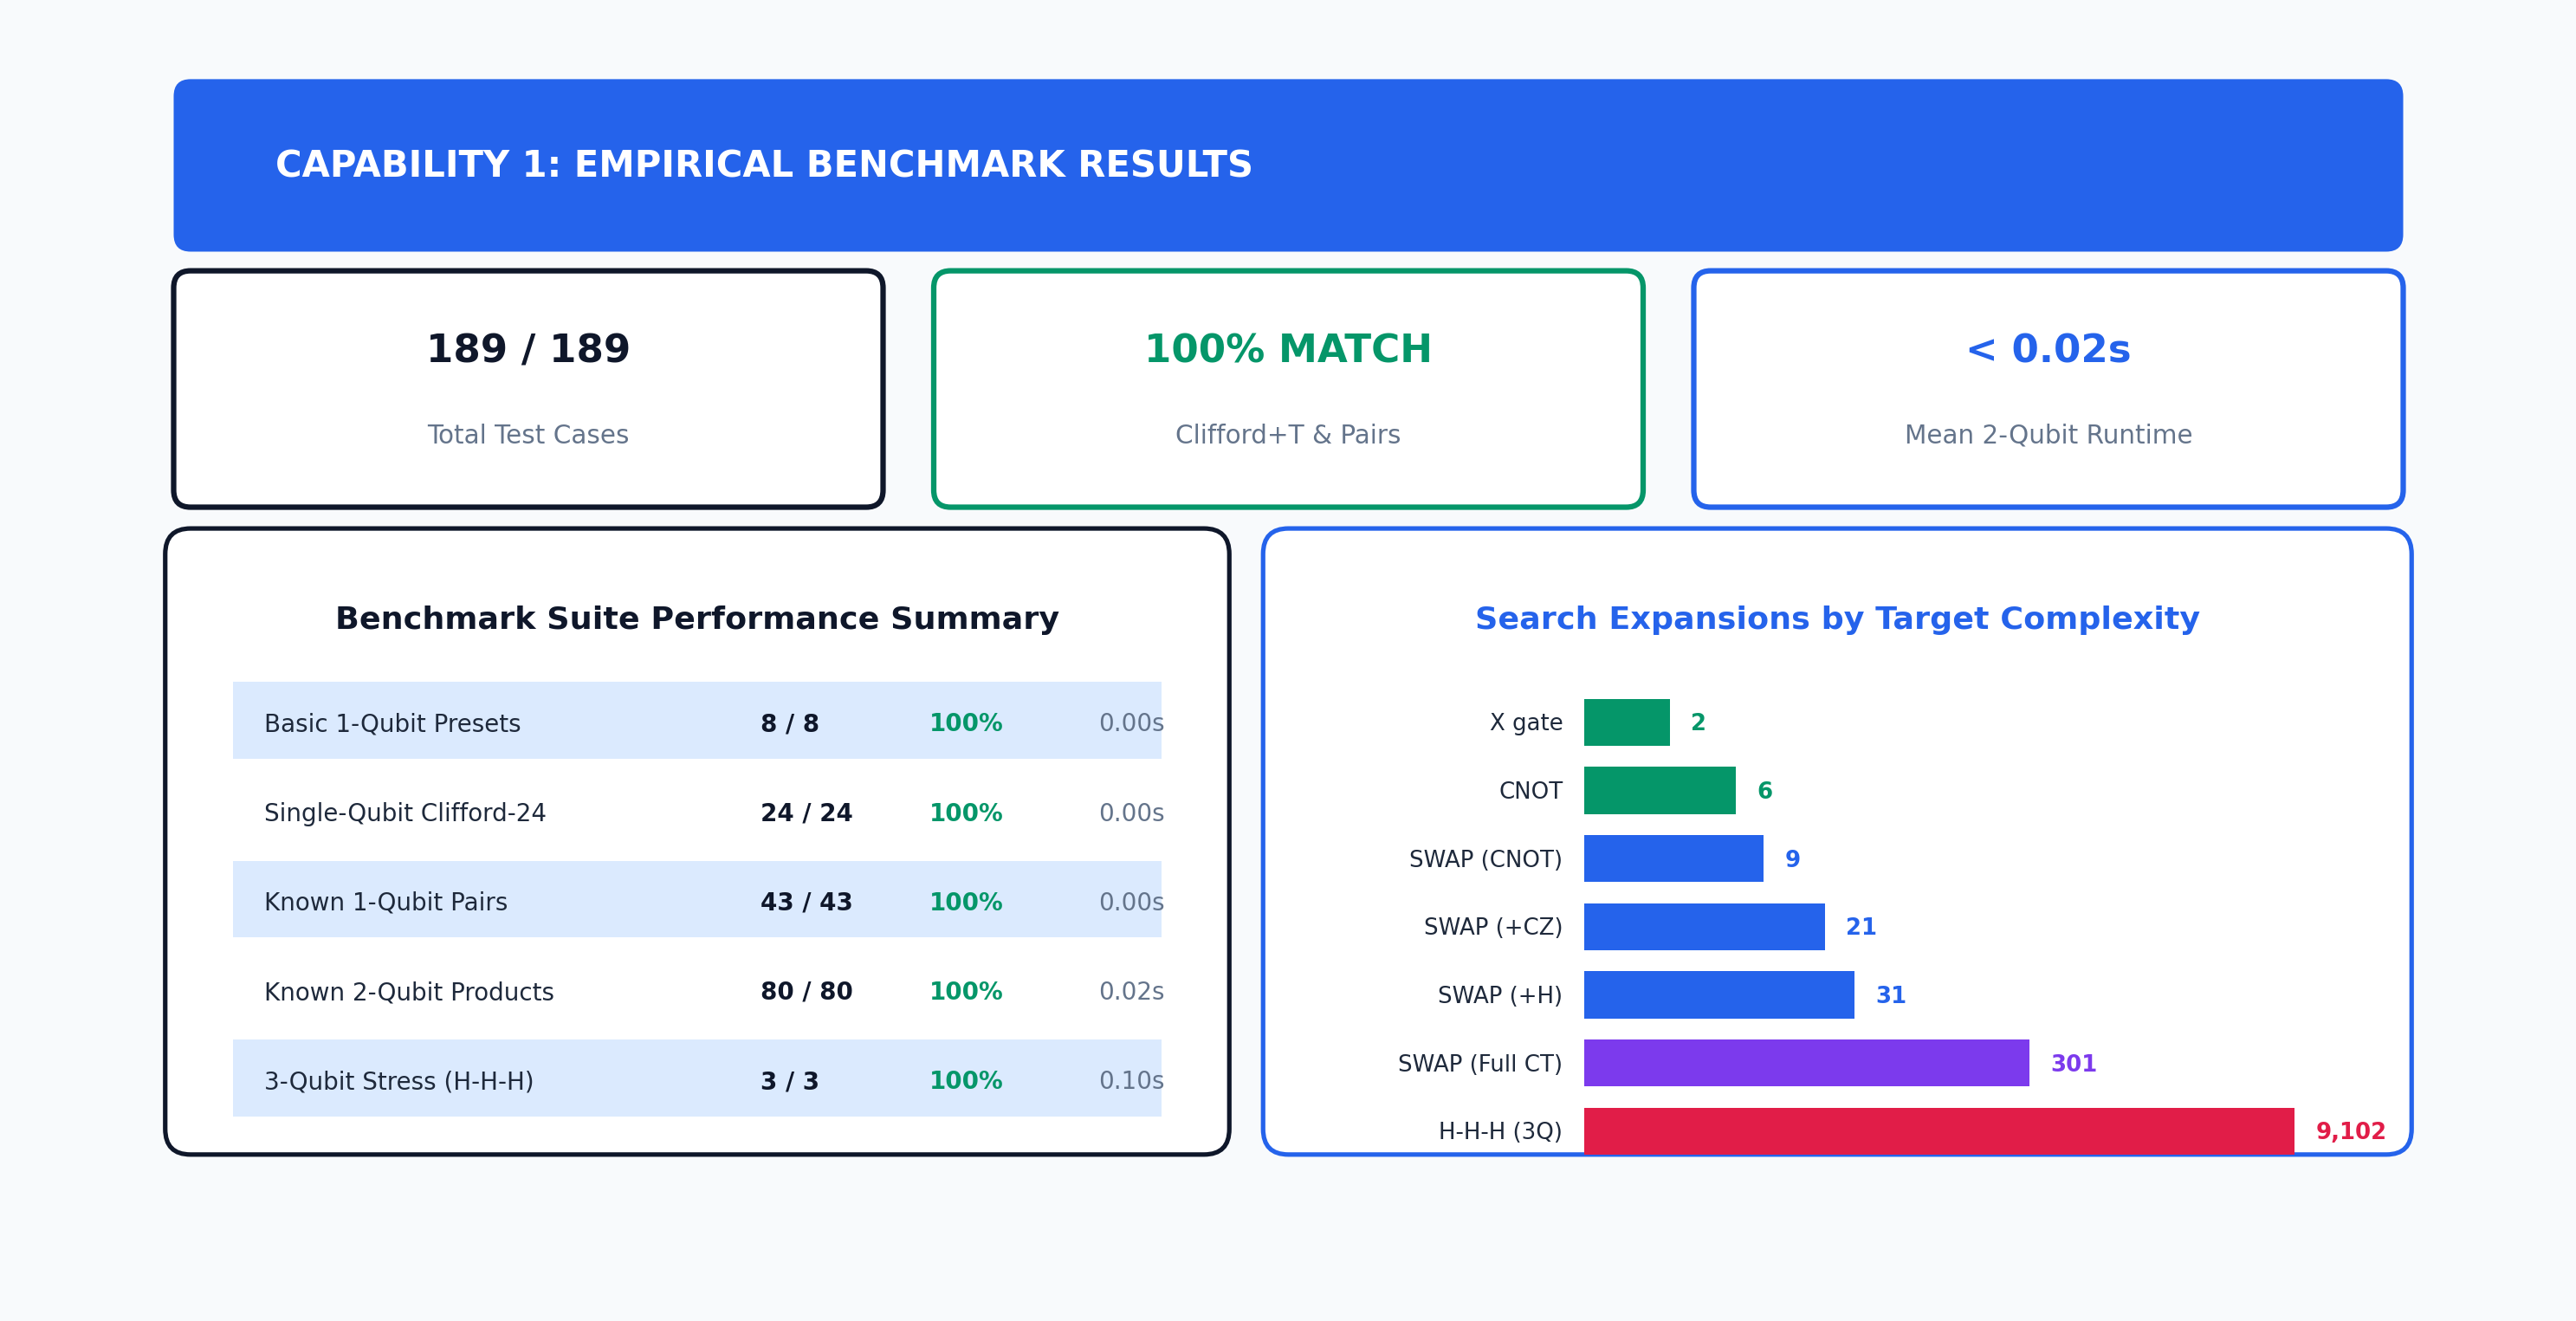 CAPABILITY 1: EMPIRICAL BENCHMARK RESULTS
189 / 189
Total Test Cases
100% MATCH
Clifford+T & Pairs
< 0.02s
Mean 2-Qubit Runtime
Benchmark Suite Performance Summary
Basic 1-Qubit Presets 8 / 8 100% 0.00s
Single-Qubit Clifford-24 24 / 24 100% 0.00s
Known 1-Qubit Pairs 43 / 43 100% 0.00s
Known 2-Qubit Products 80 / 80 100% 0.02s
3-Qubit Stress (H-H-H) 3 / 3 100% 0.10s
Search Expansions by Target Complexity
X gate 2
CNOT 6
SWAP (CNOT) 9
SWAP (+CZ) 21
SWAP (+H) 31
SWAP (Full CT) 301
H-H-H (3Q) 9,102